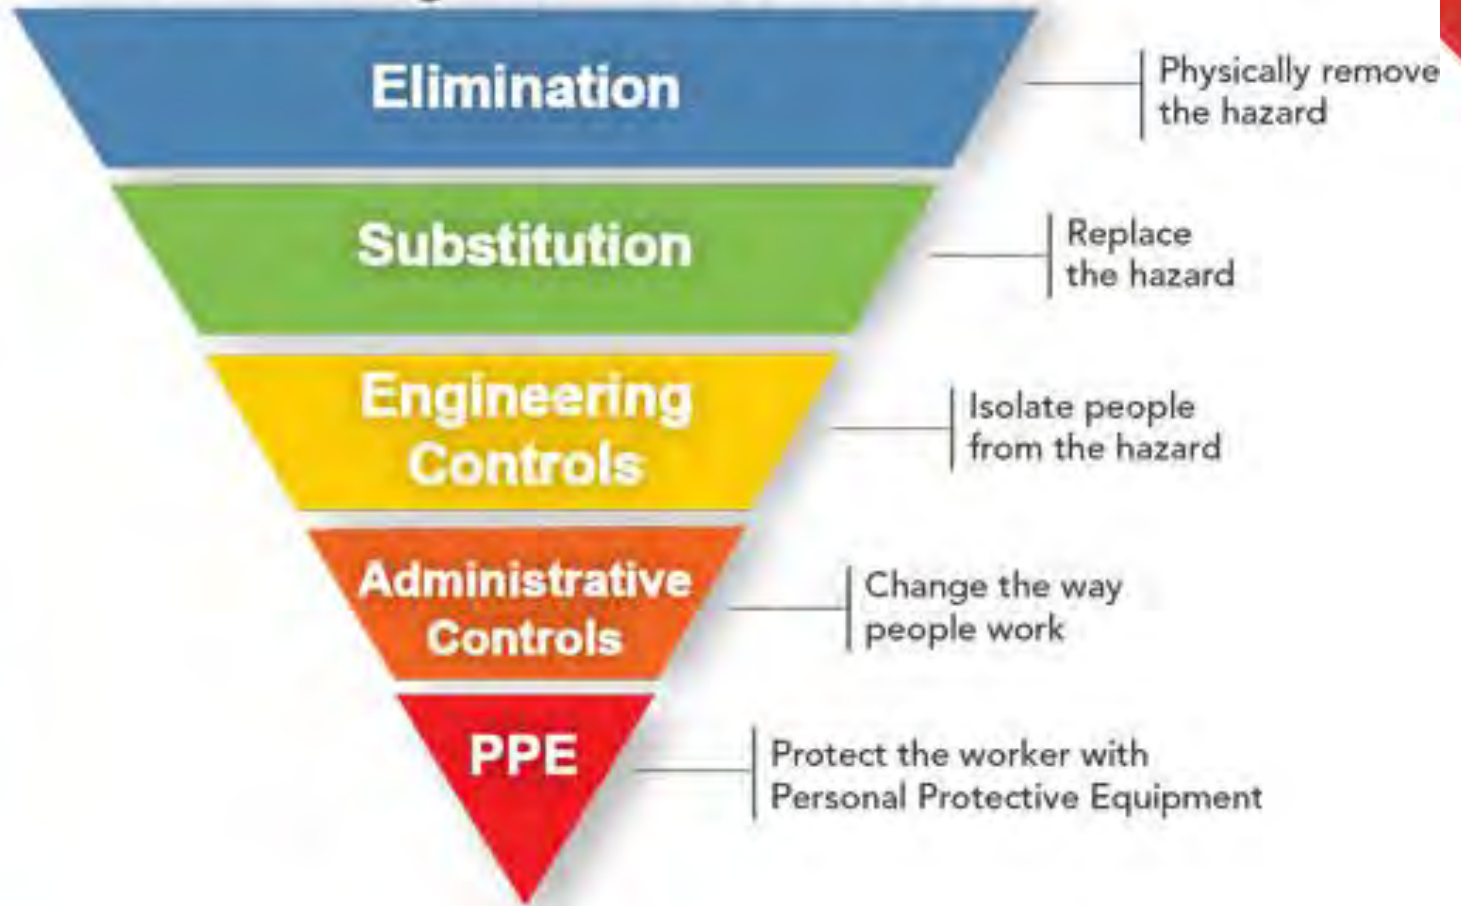 Elimination
Physically remove
the hazard
Substitution
Replace
the hazard
Engineering
Controls
Isolate people
from the hazard
Administrative
Controls
Change the way
people work
PPE
Protect the worker with
Personal Protective Equipment